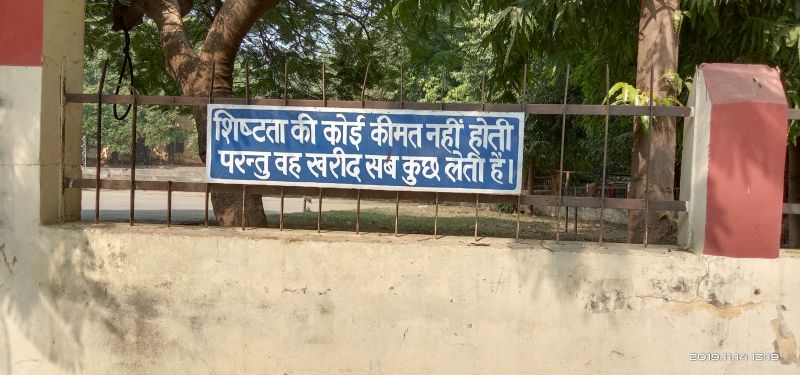 शिष्टता की कोई कीमत नहीं होती
परन्तु वह खरीद सब कुछ लेती हैं।
2019.11.14 13:19